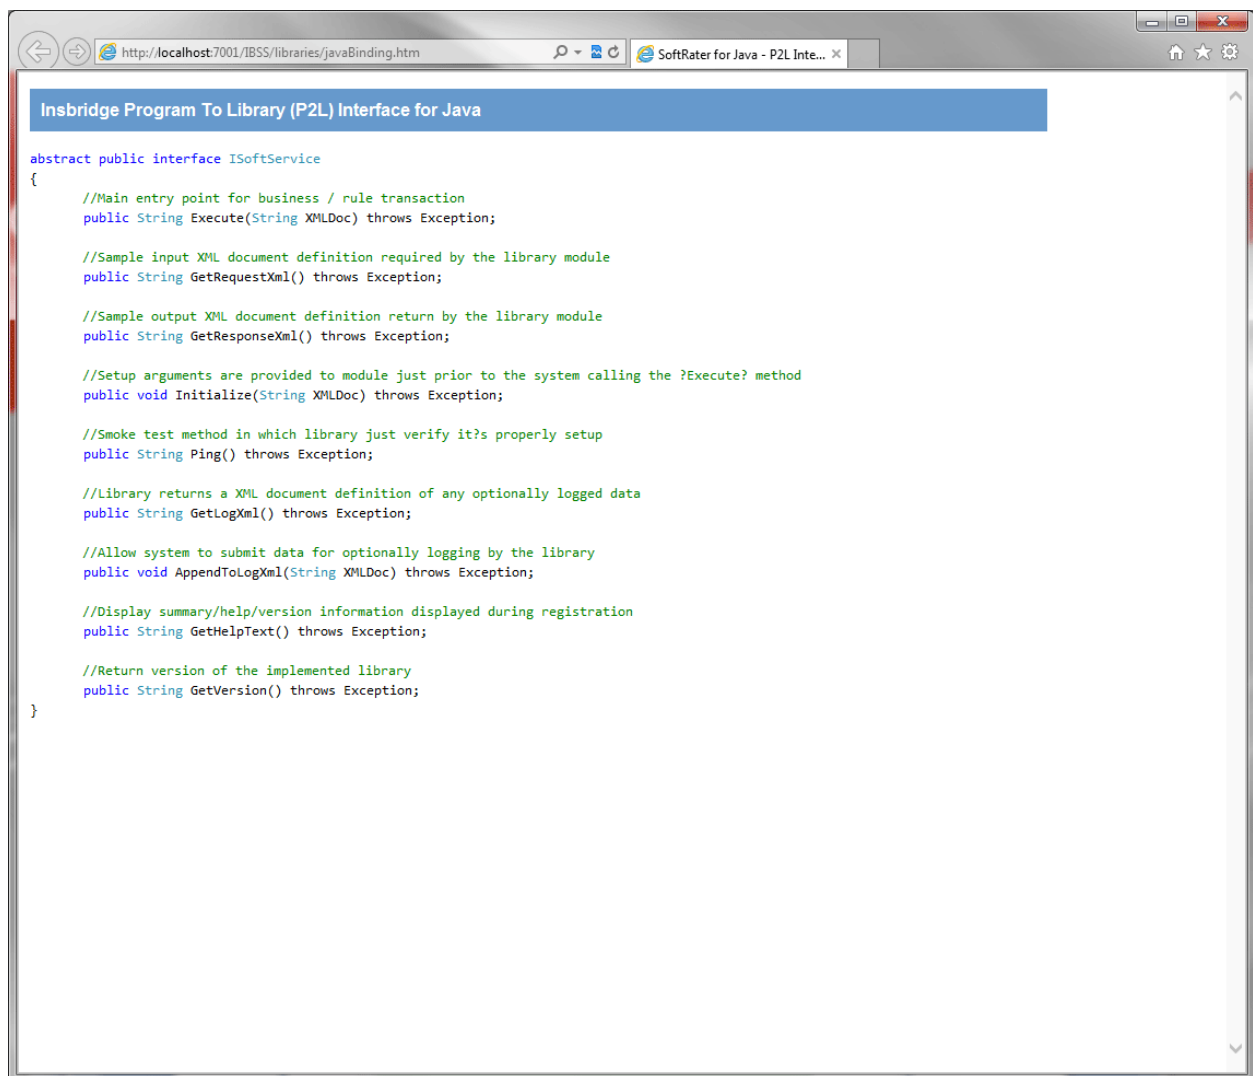 http://localhost:7001/IBSS/libraries/javaBinding.htm
SoftRater for Java - P2L Inte...
Insbridge Program To Library (P2L) Interface for Java
abstract public interface ISoftService
{
//Main entry point for business / rule transaction
public String Execute(String XMLDoc) throws Exception;
//Sample input XML document definition required by the library module
public String GetRequestXml() throws Exception;
//Sample output XML document definition return by the library module
public String GetResponseXml() throws Exception;
//Setup arguments are provided to module just prior to the system calling the ?Execute? method
public void Initialize(String XMLDoc) throws Exception;
//Smoke test method in which library just verify it?s properly setup
public String Ping() throws Exception;
//Library returns a XML document definition of any optionally logged data
public String GetLogXml() throws Exception;
//Allow system to submit data for optionally logging by the library
public void AppendToLogXml(String XMLDoc) throws Exception;
//Display summary/help/version information displayed during registration
public String GetHelpText() throws Exception;
//Return version of the implemented library
public String GetVersion() throws Exception;
}